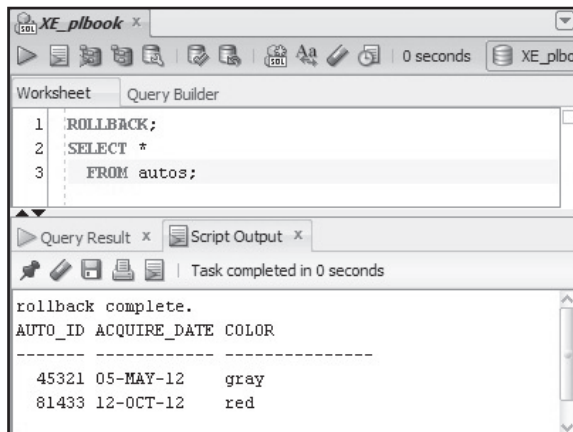 XE_plbook x
SQL Aa 0 seconds XE_plbo
Worksheet Query Builder
1 ROLLBACK;
2 SELECT *
3 FROM autos;
Query Result x Script Output x
Task completed in 0 seconds
rollback complete.
AUTO_ID ACQUIRE_DATE COLOR
------- ------------ ---------------
45321 05-MAY-12 gray
81433 12-OCT-12 red